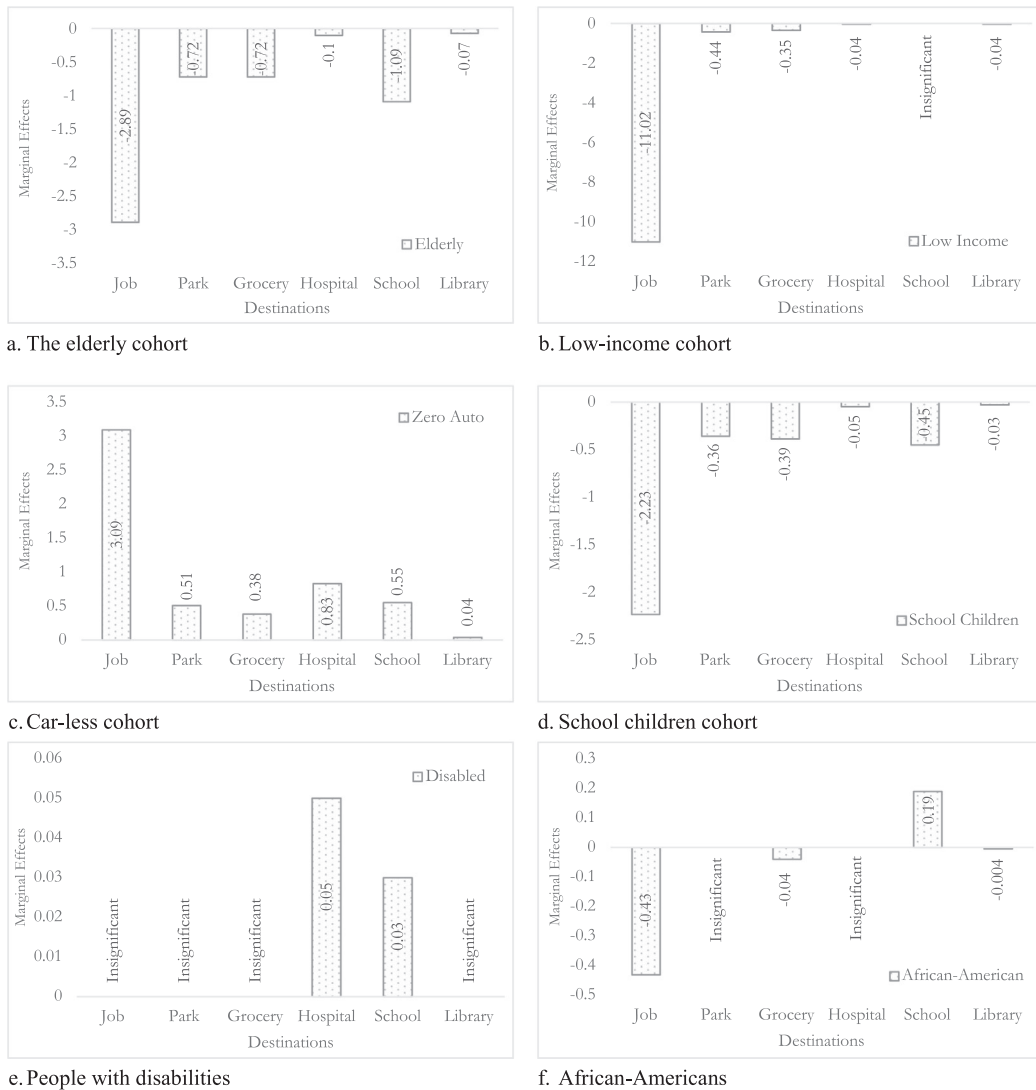 0
-0.5
-1
-1.5
-2
-2.5
-3
-3.5
Marginal Effects
-2.89
-0.72
-0.72
-0.1
-1.09
-0.07
Elderly
Job Park Grocery Hospital School Library
Destinations
a. The elderly cohort
0
-2
-4
-6
-8
-10
-12
Marginal Effects
-11.02
-0.44
-0.35
-0.04
Insignificant
-0.04
Low Income
Job Park Grocery Hospital School Library
Destinations
b. Low-income cohort
3.5
3
2.5
2
1.5
1
0.5
0
Marginal Effects
Zero Auto
3.09
0.51
0.38
0.83
0.55
0.04
Job Park Grocery Hospital School Library
Destinations
c. Car-less cohort
0
-0.5
-1
-1.5
-2
-2.5
Marginal Effects
-2.23
-0.36
-0.39
-0.05
-0.45
-0.03
School Children
Job Park Grocery Hospital School Library
Destinations
d. School children cohort
0.06
0.05
0.04
0.03
0.02
0.01
0
Marginal Effects
Disabled
Insignificant
Insignificant
Insignificant
0.05
0.03
Insignificant
Job Park Grocery Hospital School Library
Destinations
e. People with disabilities
0.3
0.2
0.1
0
-0.1
-0.2
-0.3
-0.4
-0.5
Marginal Effects
-0.43
Insignificant
-0.04
Insignificant
0.19
-0.004
African-American
Job Park Grocery Hospital School Library
Destinations
f. African-Americans